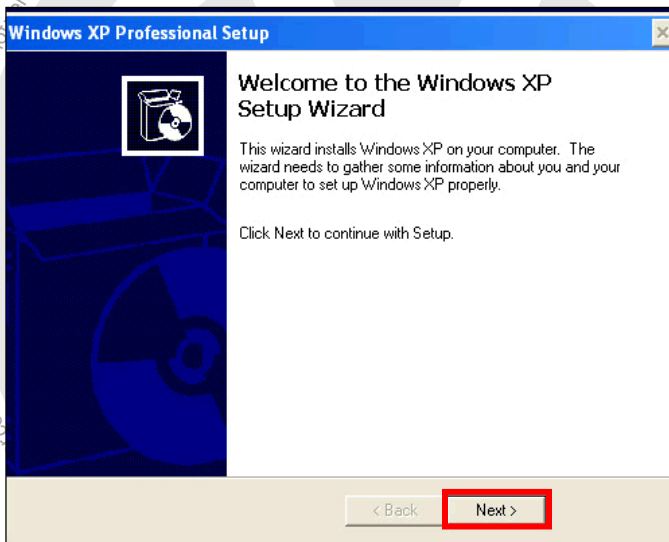 Windows XP Professional Setup
Welcome to the Windows XP
Setup Wizard
This wizard installs Windows XP on your computer. The
wizard needs to gather some information about you and your
computer to set up Windows XP properly.
Click Next to continue with Setup.
< Back
Next >